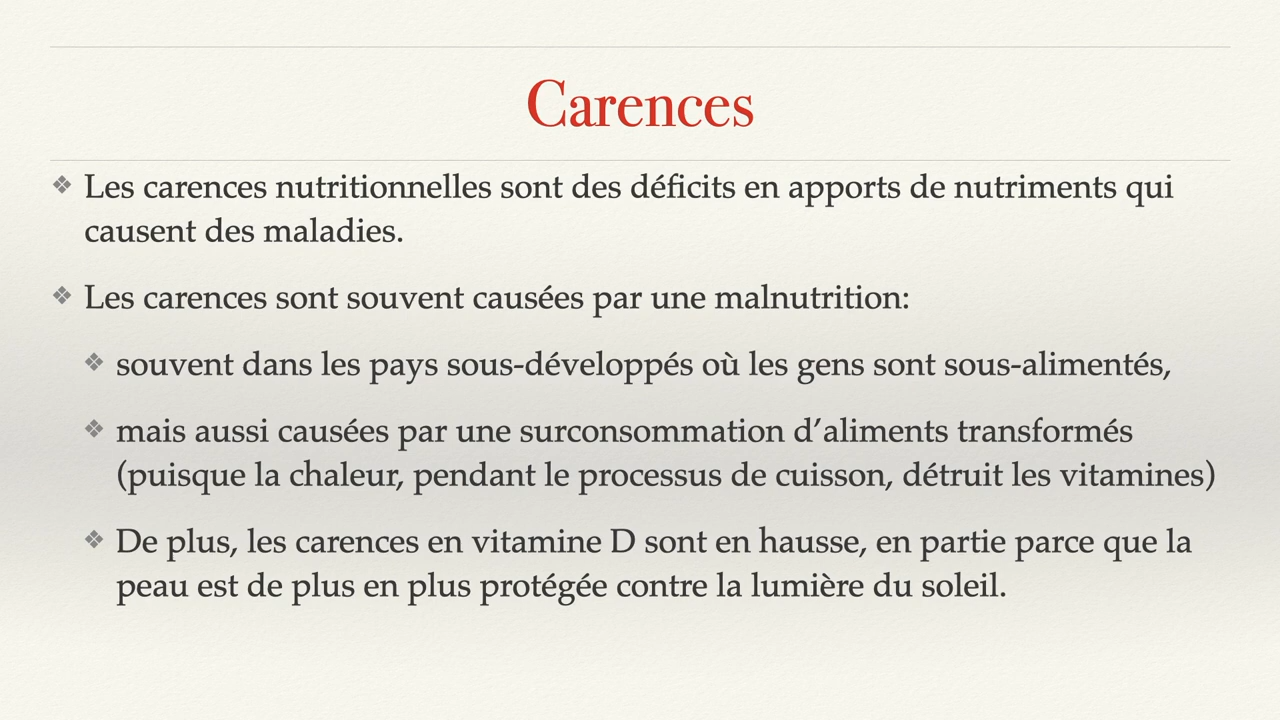 Carences
❖ Les carences nutritionnelles sont des déficits en apports de nutriments qui
causent des maladies.
❖ Les carences sont souvent causées par une malnutrition:
❖ souvent dans les pays sous-développés où les gens sont sous-alimentés,
❖ mais aussi causées par une surconsommation d’aliments transformés
(puisque la chaleur, pendant le processus de cuisson, détruit les vitamines)
❖ De plus, les carences en vitamine D sont en hausse, en partie parce que la
peau est de plus en plus protégée contre la lumière du soleil.